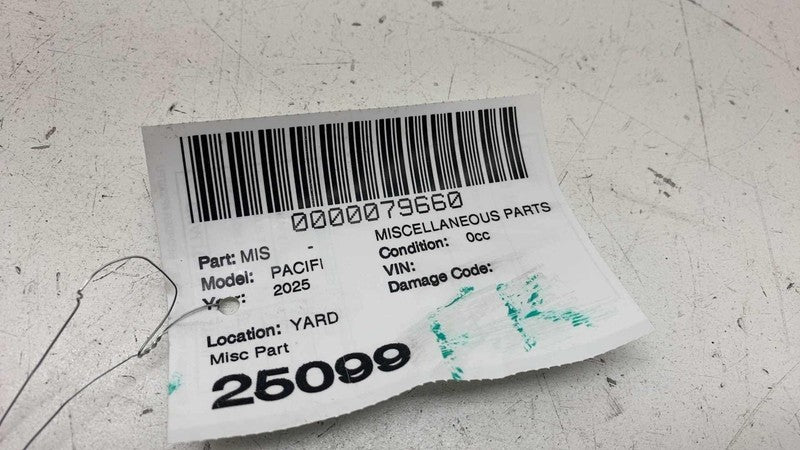 0000079660
Part: MIS - MISCELLANEOUS PARTS
Model: PACIFI Condition: 0cc
2025 VIN:
Damage Code:
Location: YARD
Misc Part
25099